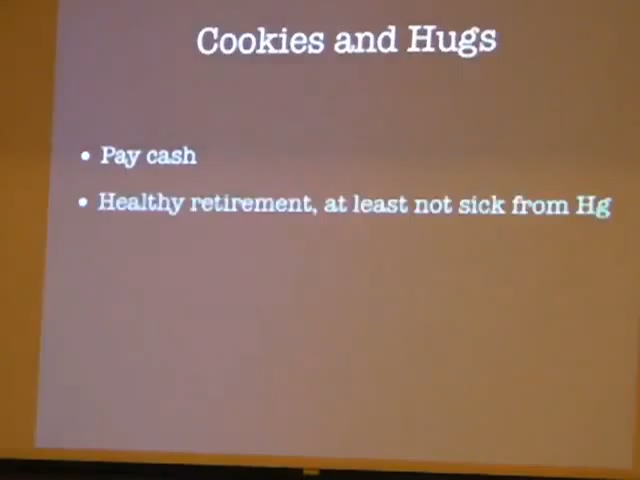 Cookies and Hugs
• Pay cash
• Healthy retirement, at least not sick from Hg